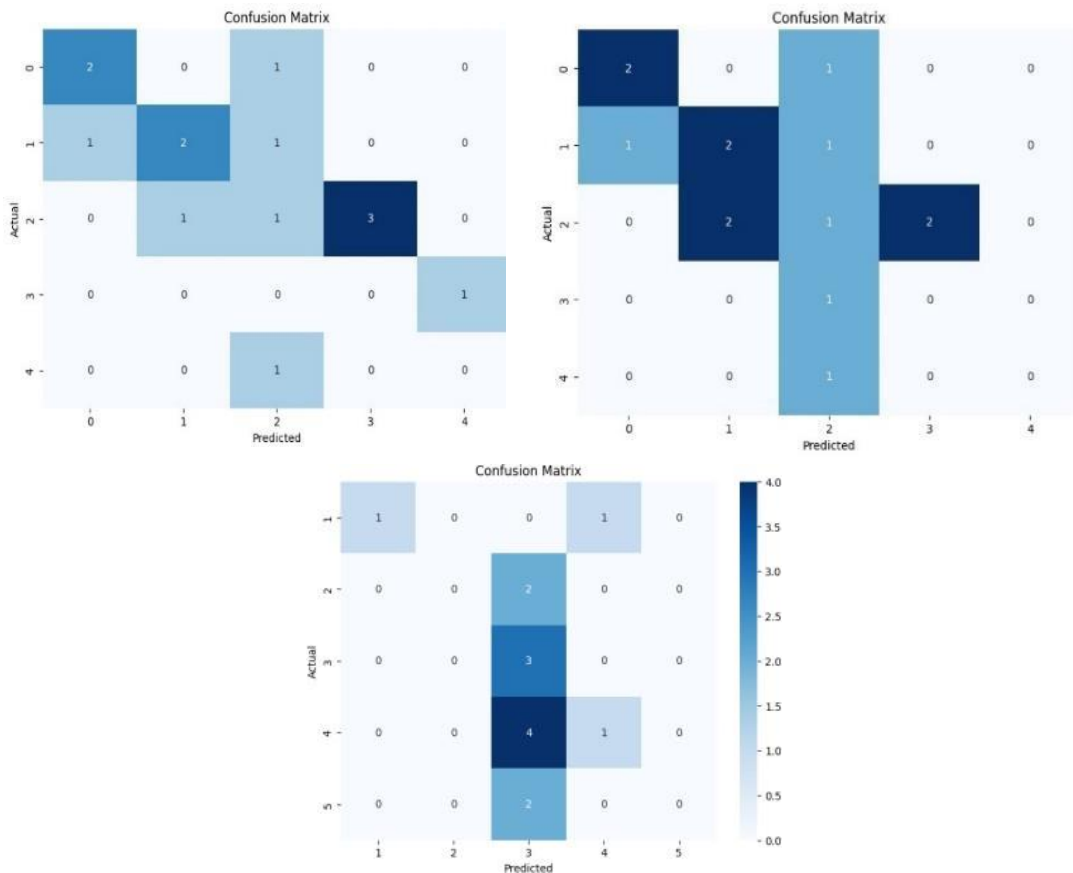 Confusion Matrix
0 2 0 1 0 0
1 1 2 1 0 0
2 0 1 1 3 0
3 0 0 0 0 1
4 0 0 1 0 0
Actual
0 1 2 3 4
Predicted
Confusion Matrix
0 2 0 1 0 0
1 1 2 1 0 0
2 0 2 1 2 0
3 0 0 1 0 0
4 0 0 1 0 0
Actual
0 1 2 3 4
Predicted
Confusion Matrix
1 1 0 0 1 0
2 0 0 2 0 0
3 0 0 3 0 0
4 0 0 4 1 0
5 0 0 2 0 0
Actual
1 2 3 4 5
Predicted
4.0
3.5
3.0
2.5
2.0
1.5
1.0
0.5
0.0